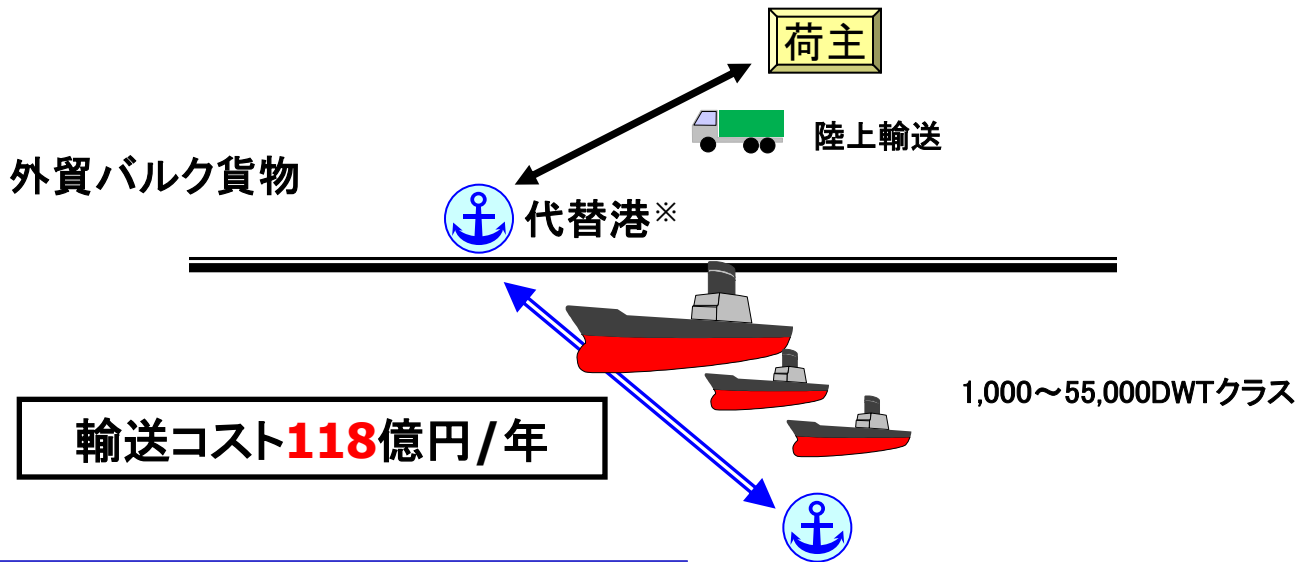 荷主
陸上輸送
外貿バルク貨物
代替港※
1,000~55,000DWTクラス
輸送コスト118億円/年